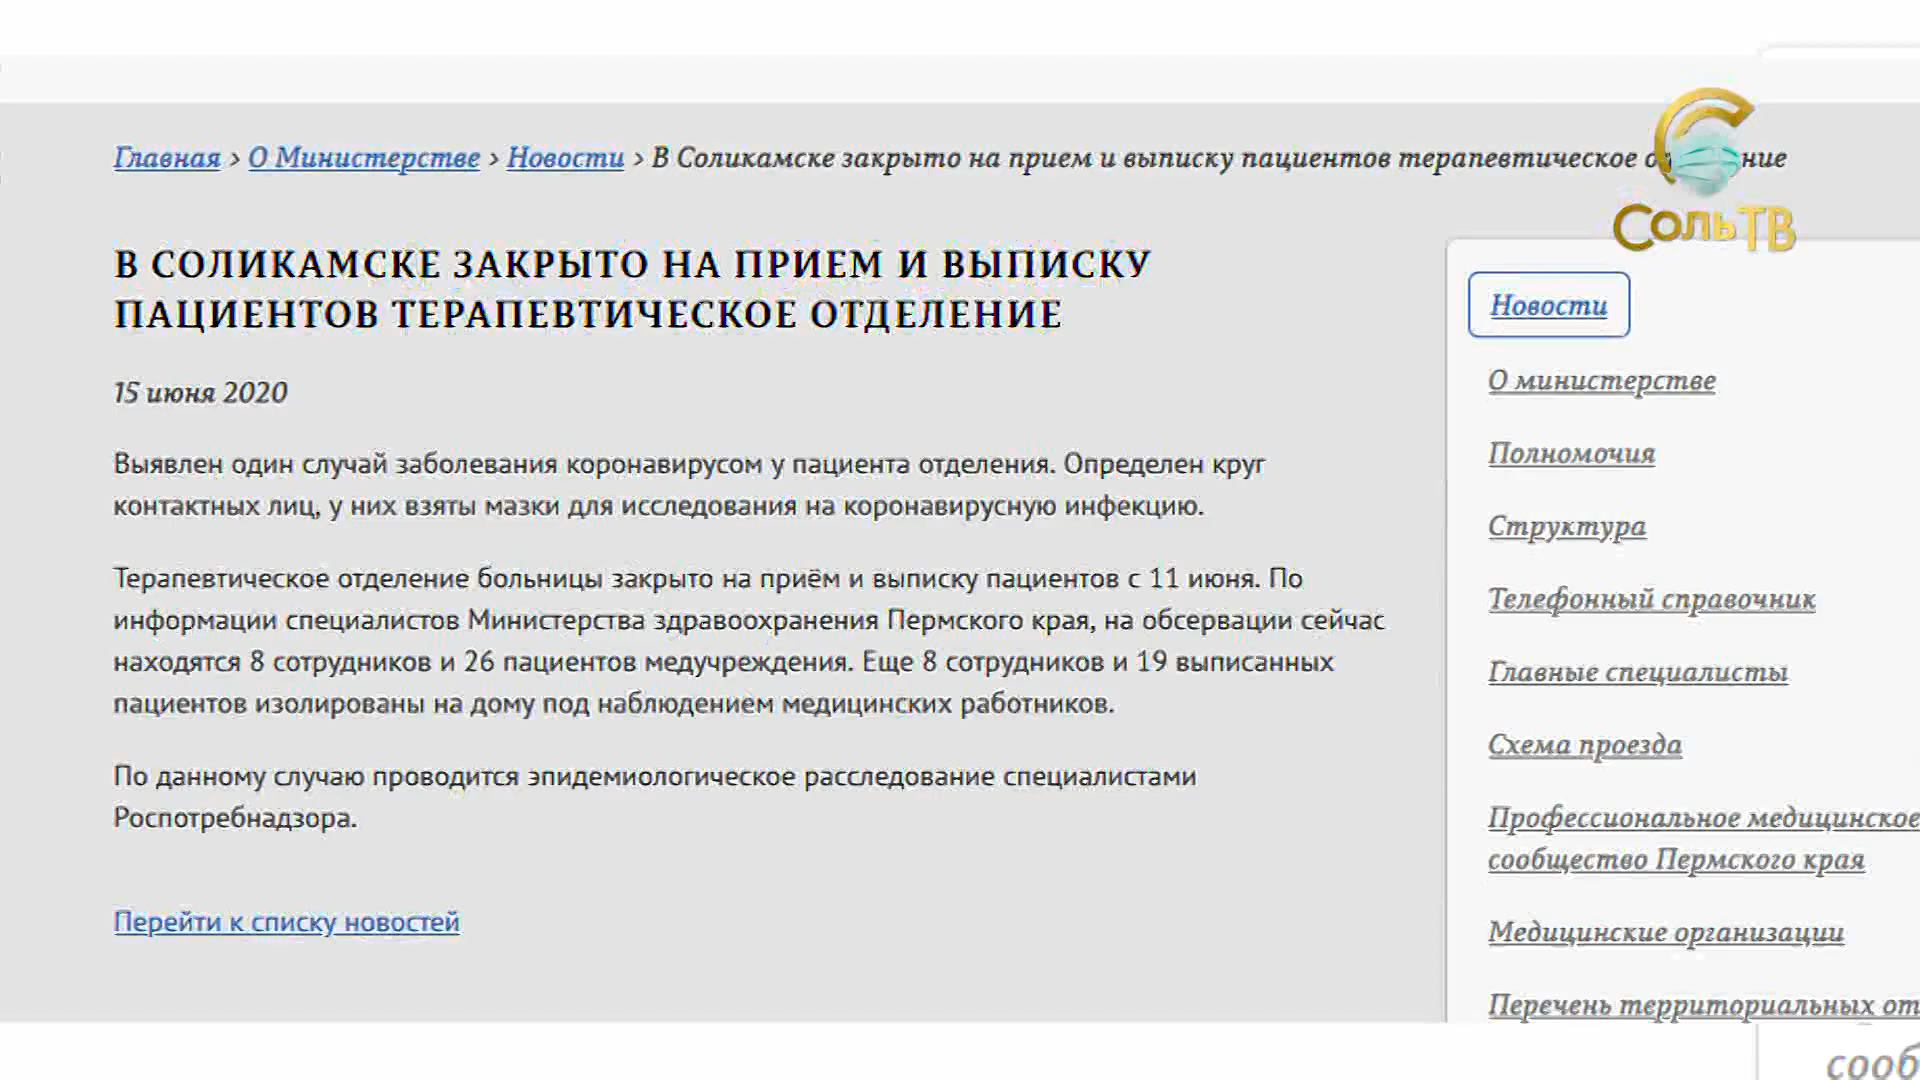 Главная › О Министерстве › Новости › В Соликамске закрыто на прием и выписку пациентов терапевтическое
СольТВ
В СОЛИКАМСКЕ ЗАКРЫТО НА ПРИЕМ И ВЫПИСКУ
ПАЦИЕНТОВ ТЕРАПЕВТИЧЕСКОЕ ОТДЕЛЕНИЕ
15 июня 2020
Выявлен один случай заболевания коронавирусом у пациента отделения. Определен круг
контактных лиц, у них взяты мазки для исследования на коронавирусную инфекцию.
Терапевтическое отделение больницы закрыто на приём и выписку пациентов с 11 июня. По
информации специалистов Министерства здравоохранения Пермского края, на обсервации сейчас
находятся 8 сотрудников и 26 пациентов медучреждения. Еще 8 сотрудников и 19 выписанных
пациентов изолированы на дому под наблюдением медицинских работников.
По данному случаю проводится эпидемиологическое расследование специалистами
Роспотребнадзора.
Перейти к списку новостей
Новости
О министерстве
Полномочия
Структура
Телефонный справочник
Главные специалисты
Схема проезда
Профессиональное медицинское
сообщество Пермского края
Медицинские организации
Перечень территориальных от
сооб